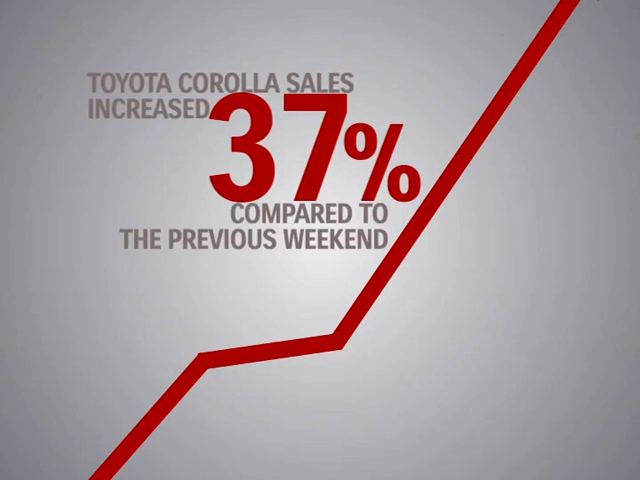 TOYOTA COROLLA SALES
INCREASED
37%
COMPARED TO
THE PREVIOUS WEEKEND